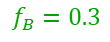 f_B = 0.3